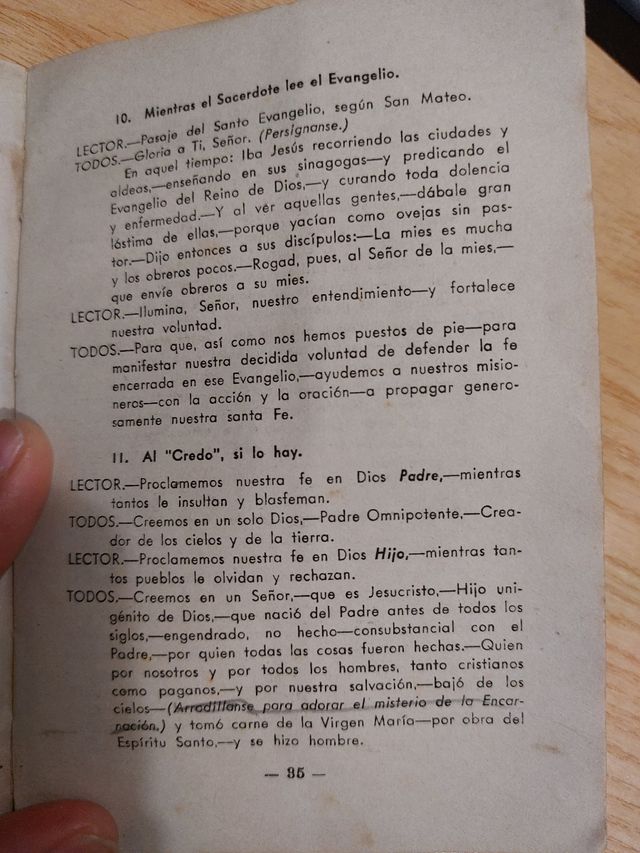 10. Mientras el Sacerdote lee el Evangelio.
LECTOR.—Pasaje del Santo Evangelio, según San Mateo.
TODOS.—Gloria a Ti, Señor. (Persígnanse.)
En aquel tiempo: Iba Jesús recorriendo las ciudades y
aldeas,—enseñando en sus sinagogas—y predicando el
Evangelio del Reino de Dios,—y curando toda dolencia
y enfermedad.—Y al vér aquellas gentes,—dábale gran
lástima de ellas,—porque yacían como ovejas sin pas-
tor.—Dijo entonces a sus discípulos:—La mies es mucha
y los obreros pocos.—Rogad, pues, al Señor de la mies,—
que envíe obreros a su mies.
LECTOR.—Ilumina, Señor, nuestro entendimiento—y fortalece
nuestra voluntad.
TODOS.—Para que, así como nos hemos puestos de pie—para
manifestar nuestra decidida voluntad de defender la fe
encerrada en ese Evangelio,—ayudemos a nuestros misio-
neros—con la acción y la oración—a propagar genero-
samente nuestra santa Fe.
11. Al "Credo", si lo hay.
LECTOR.—Proclamemos nuestra fe en Dios Padre,—mientras
tantos le insultan y blasfeman.
TODOS.—Creemos en un solo Dios,—Padre Omnipotente,—Crea-
dor de los cielos y de la tierra.
LECTOR.—Proclamemos nuestra fe en Dios Hijo,—mientras tan-
tos pueblos le olvidan y rechazan.
TODOS.—Creemos en un Señor,—que es Jesucristo,—Hijo uni-
génito de Dios,—que nació del Padre antes de todos los
siglos,—engendrado, no hecho—consubstancial con el
Padre,—por quien todas las cosas fueron hechas.—Quien
por nosotros y por todos los hombres, tanto cristianos
como paganos,—y por nuestra salvación,—bajó de los
cielos—(Arrodíllanse para adorar el misterio de la Encar-
nación.) y tomó carne de la Virgen María—por obra del
Espíritu Santo,—y se hizo hombre.
— 35 —